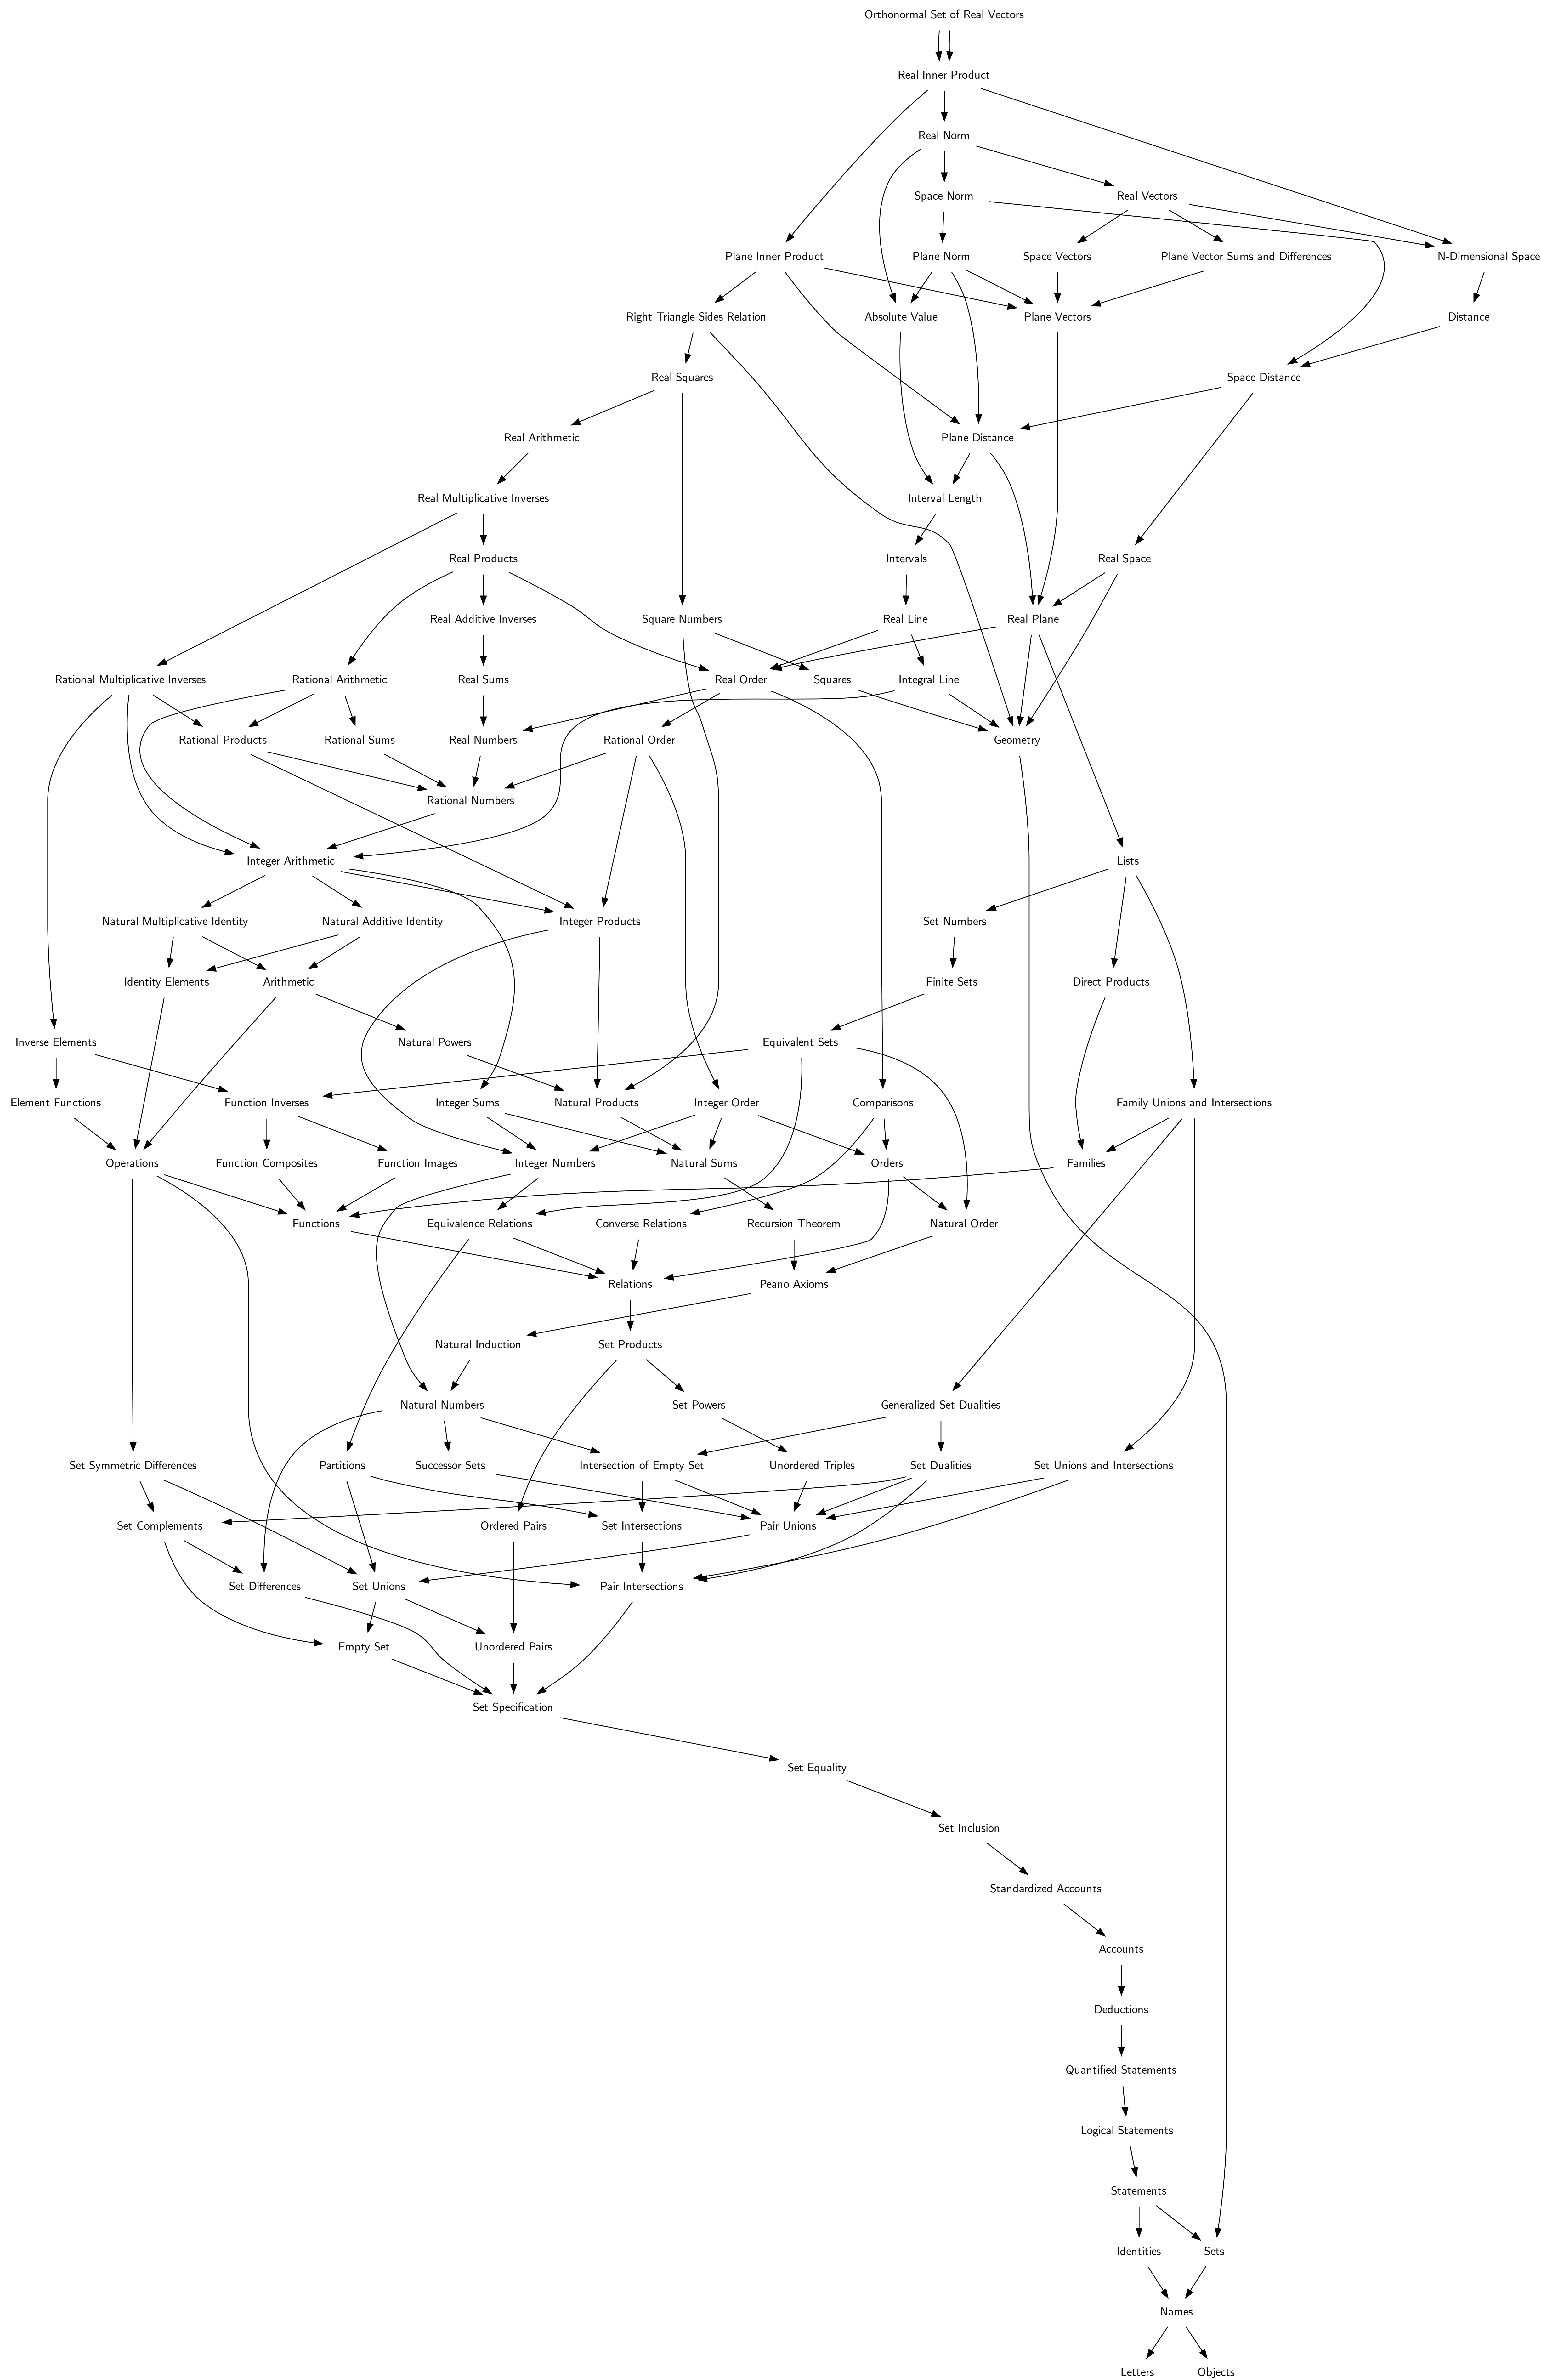 Orthonormal Set of Real Vectors
Real Inner Product
Real Norm
Space Norm
Real Vectors
Plane Inner Product
Plane Norm
Space Vectors
Plane Vector Sums and Differences
N-Dimensional Space
Right Triangle Sides Relation
Absolute Value
Plane Vectors
Distance
Real Squares
Space Distance
Real Arithmetic
Plane Distance
Real Multiplicative Inverses
Interval Length
Real Products
Intervals
Real Space
Real Additive Inverses
Square Numbers
Real Line
Real Plane
Rational Multiplicative Inverses
Rational Arithmetic
Real Sums
Real Order
Squares
Integral Line
Rational Products
Rational Sums
Real Numbers
Rational Order
Geometry
Rational Numbers
Integer Arithmetic
Lists
Natural Multiplicative Identity
Natural Additive Identity
Integer Products
Set Numbers
Identity Elements
Arithmetic
Finite Sets
Direct Products
Inverse Elements
Natural Powers
Equivalent Sets
Element Functions
Function Inverses
Integer Sums
Natural Products
Integer Order
Comparisons
Family Unions and Intersections
Operations
Function Composites
Function Images
Integer Numbers
Natural Sums
Orders
Families
Functions
Equivalence Relations
Converse Relations
Recursion Theorem
Natural Order
Relations
Peano Axioms
Natural Induction
Set Products
Natural Numbers
Set Powers
Generalized Set Dualities
Set Symmetric Differences
Partitions
Successor Sets
Intersection of Empty Set
Unordered Triples
Set Dualities
Set Unions and Intersections
Set Complements
Ordered Pairs
Set Intersections
Pair Unions
Set Differences
Set Unions
Pair Intersections
Empty Set
Unordered Pairs
Set Specification
Set Equality
Set Inclusion
Standardized Accounts
Accounts
Deductions
Quantified Statements
Logical Statements
Statements
Identities
Sets
Names
Letters
Objects